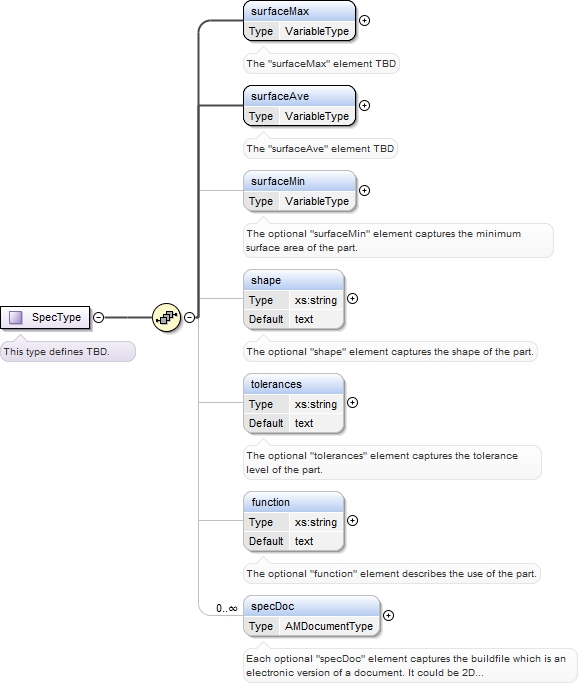 surfaceMax
Type VariableType
The "surfaceMax" element TBD
surfaceAve
Type VariableType
The "surfaceAve" element TBD
surfaceMin
Type VariableType
The optional "surfaceMin" element captures the minimum
surface area of the part.
shape
Type xs:string
Default text
The optional "shape" element captures the shape of the part.
SpecType
This type defines TBD.
tolerances
Type xs:string
Default text
The optional "tolerances" element captures the tolerance
level of the part.
function
Type xs:string
Default text
The optional "function" element describes the use of the part.
0..∞
specDoc
Type AMDocumentType
Each optional "specDoc" element captures the buildfile which is an
electronic version of a document. It could be 2D...